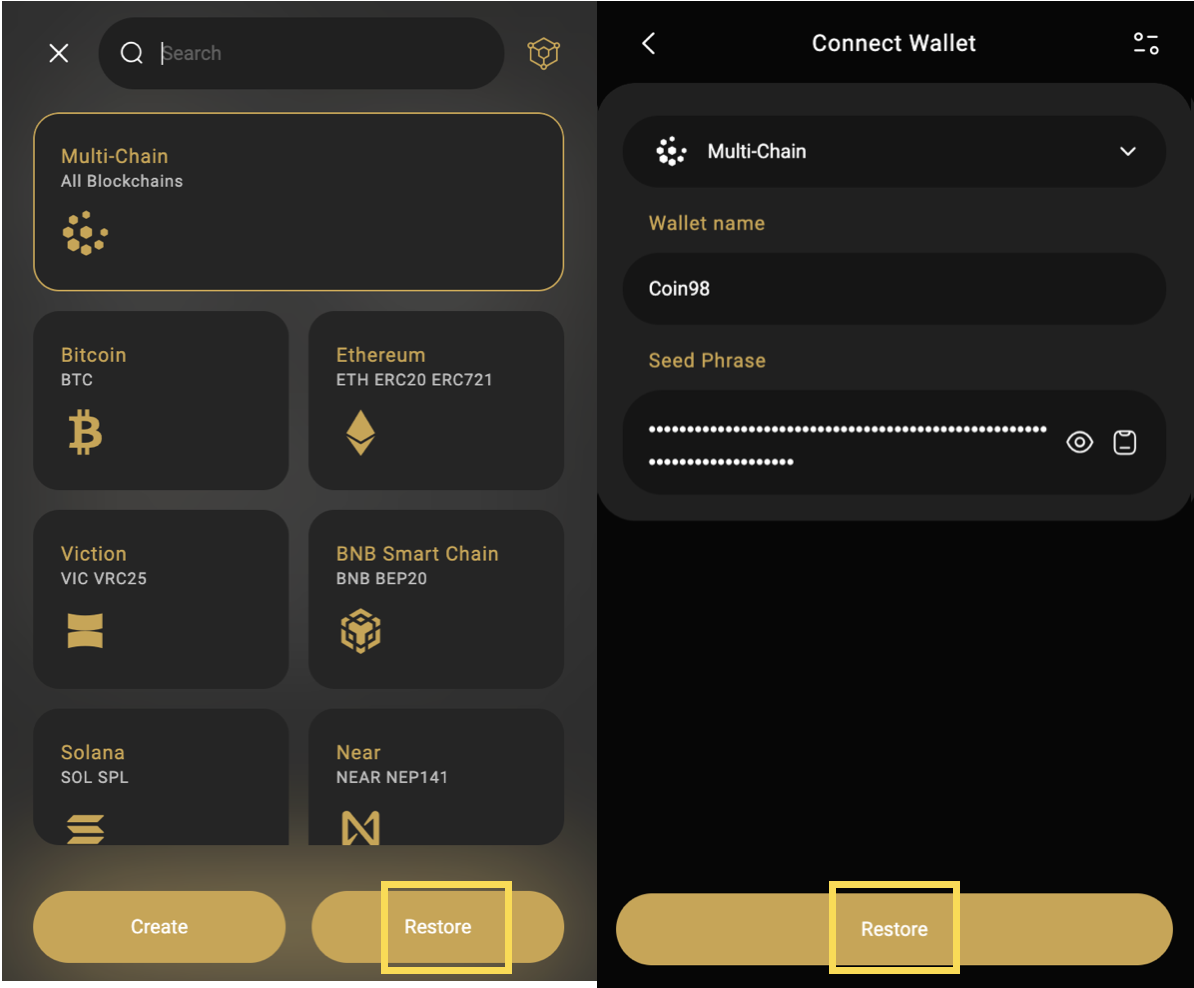 Search
Multi-Chain
All Blockchains
Bitcoin
BTC
Ethereum
ETH ERC20 ERC721
Viction
VIC VRC25
BNB Smart Chain
BNB BEP20
Solana
SOL SPL
Near
NEAR NEP141
Create
Restore
Connect Wallet
Multi-Chain
Wallet name
Coin98
Seed Phrase
Restore